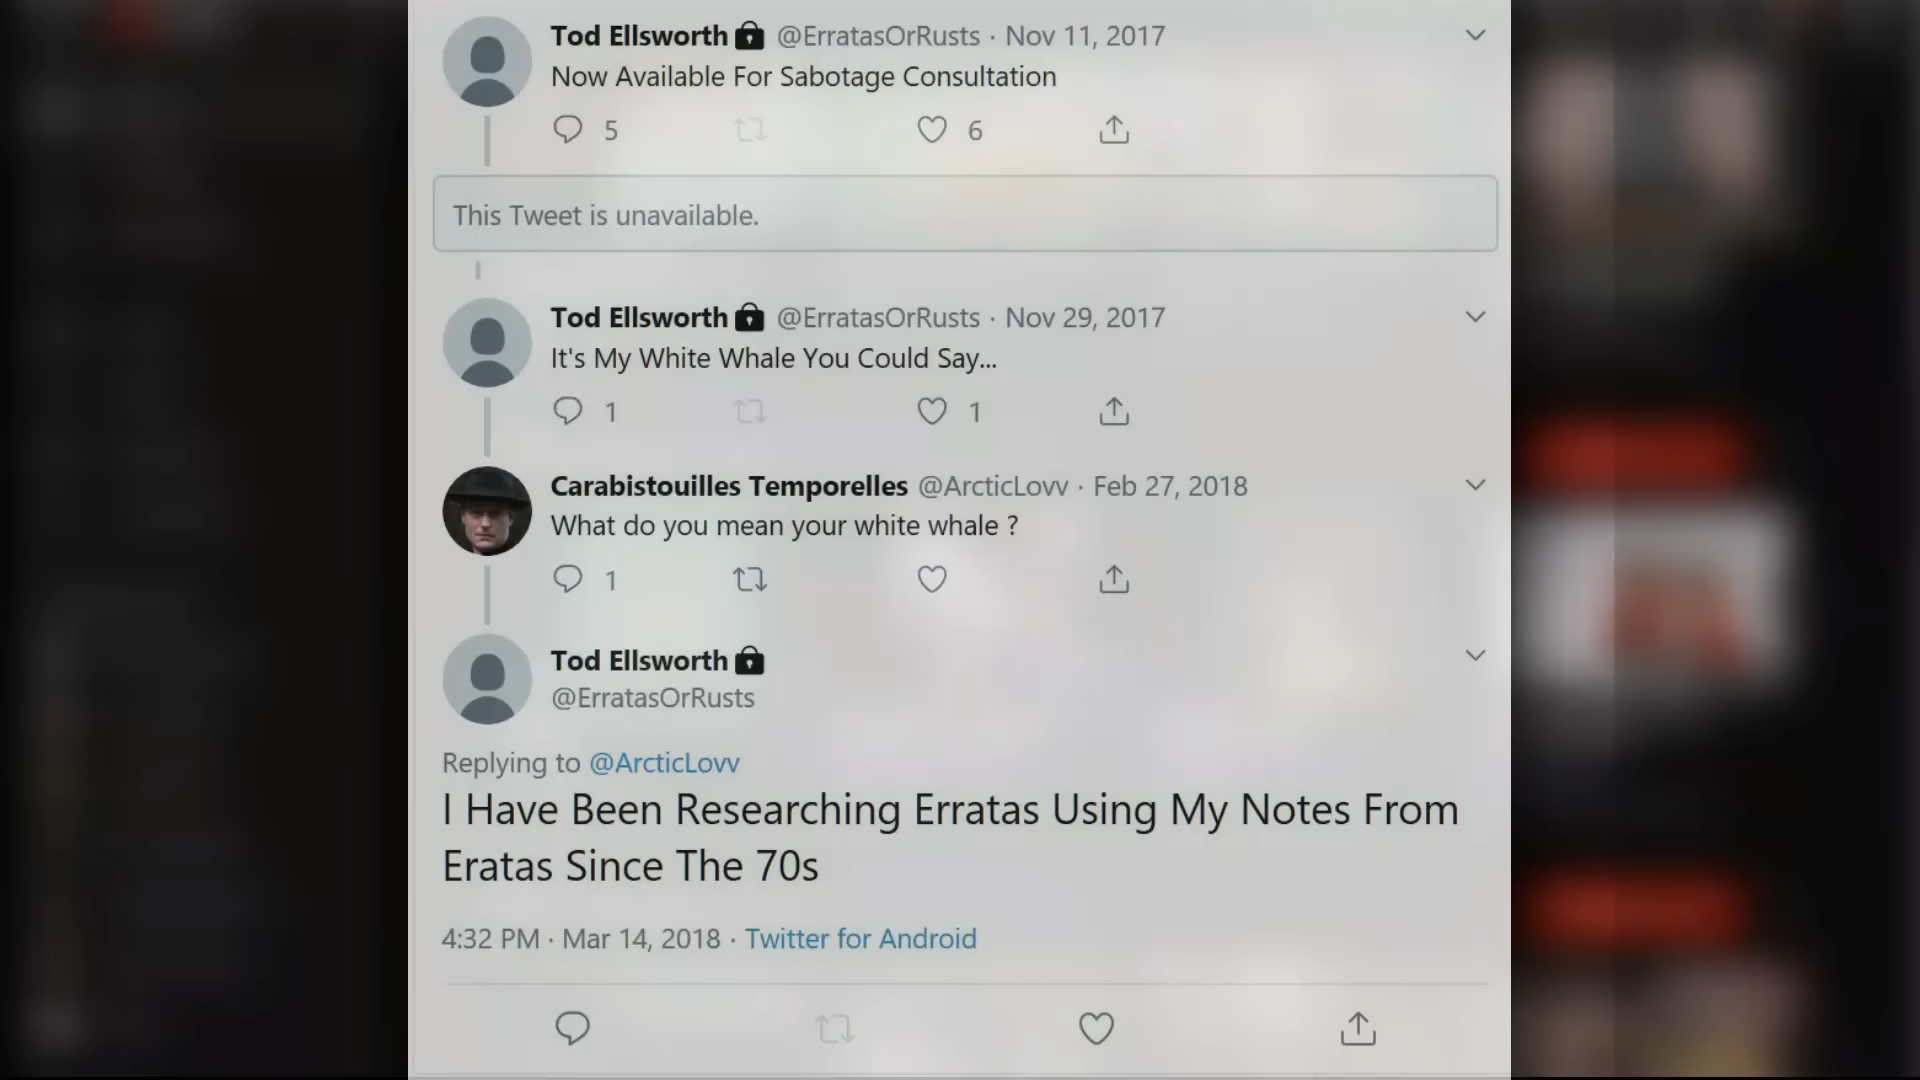 Tod Ellsworth @ErratasOrRusts · Nov 11, 2017
Now Available For Sabotage Consultation
5 6
This Tweet is unavailable.
Tod Ellsworth @ErratasOrRusts · Nov 29, 2017
It's My White Whale You Could Say...
1 1
Carabistouilles Temporelles @ArcticLovv · Feb 27, 2018
What do you mean your white whale ?
1
Tod Ellsworth
@ErratasOrRusts
Replying to @ArcticLovv
I Have Been Researching Erratas Using My Notes From
Eratas Since The 70s
4:32 PM · Mar 14, 2018 · Twitter for Android